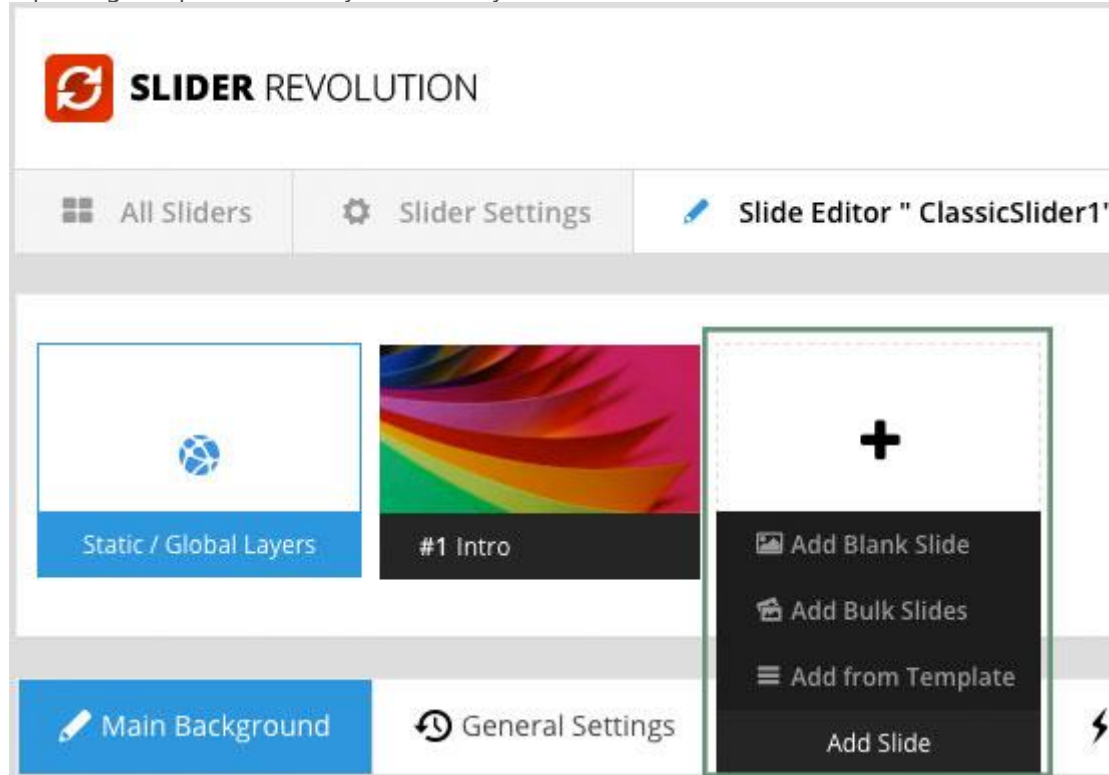 SLIDER REVOLUTION
All Sliders
Slider Settings
Slide Editor " ClassicSlider1"
Static / Global Layers
#1 Intro
Add Blank Slide
Add Bulk Slides
Add from Template
Add Slide
Main Background
General Settings